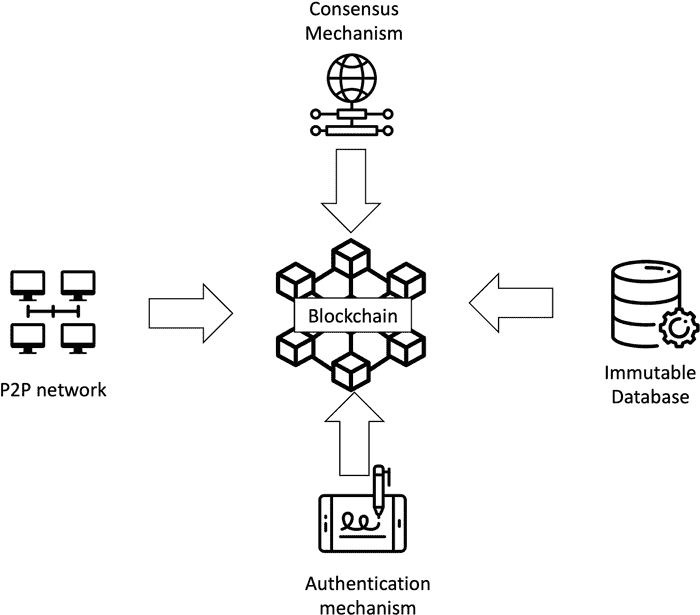 Consensus
Mechanism
Blockchain
P2P network
Immutable
Database
Authentication
mechanism